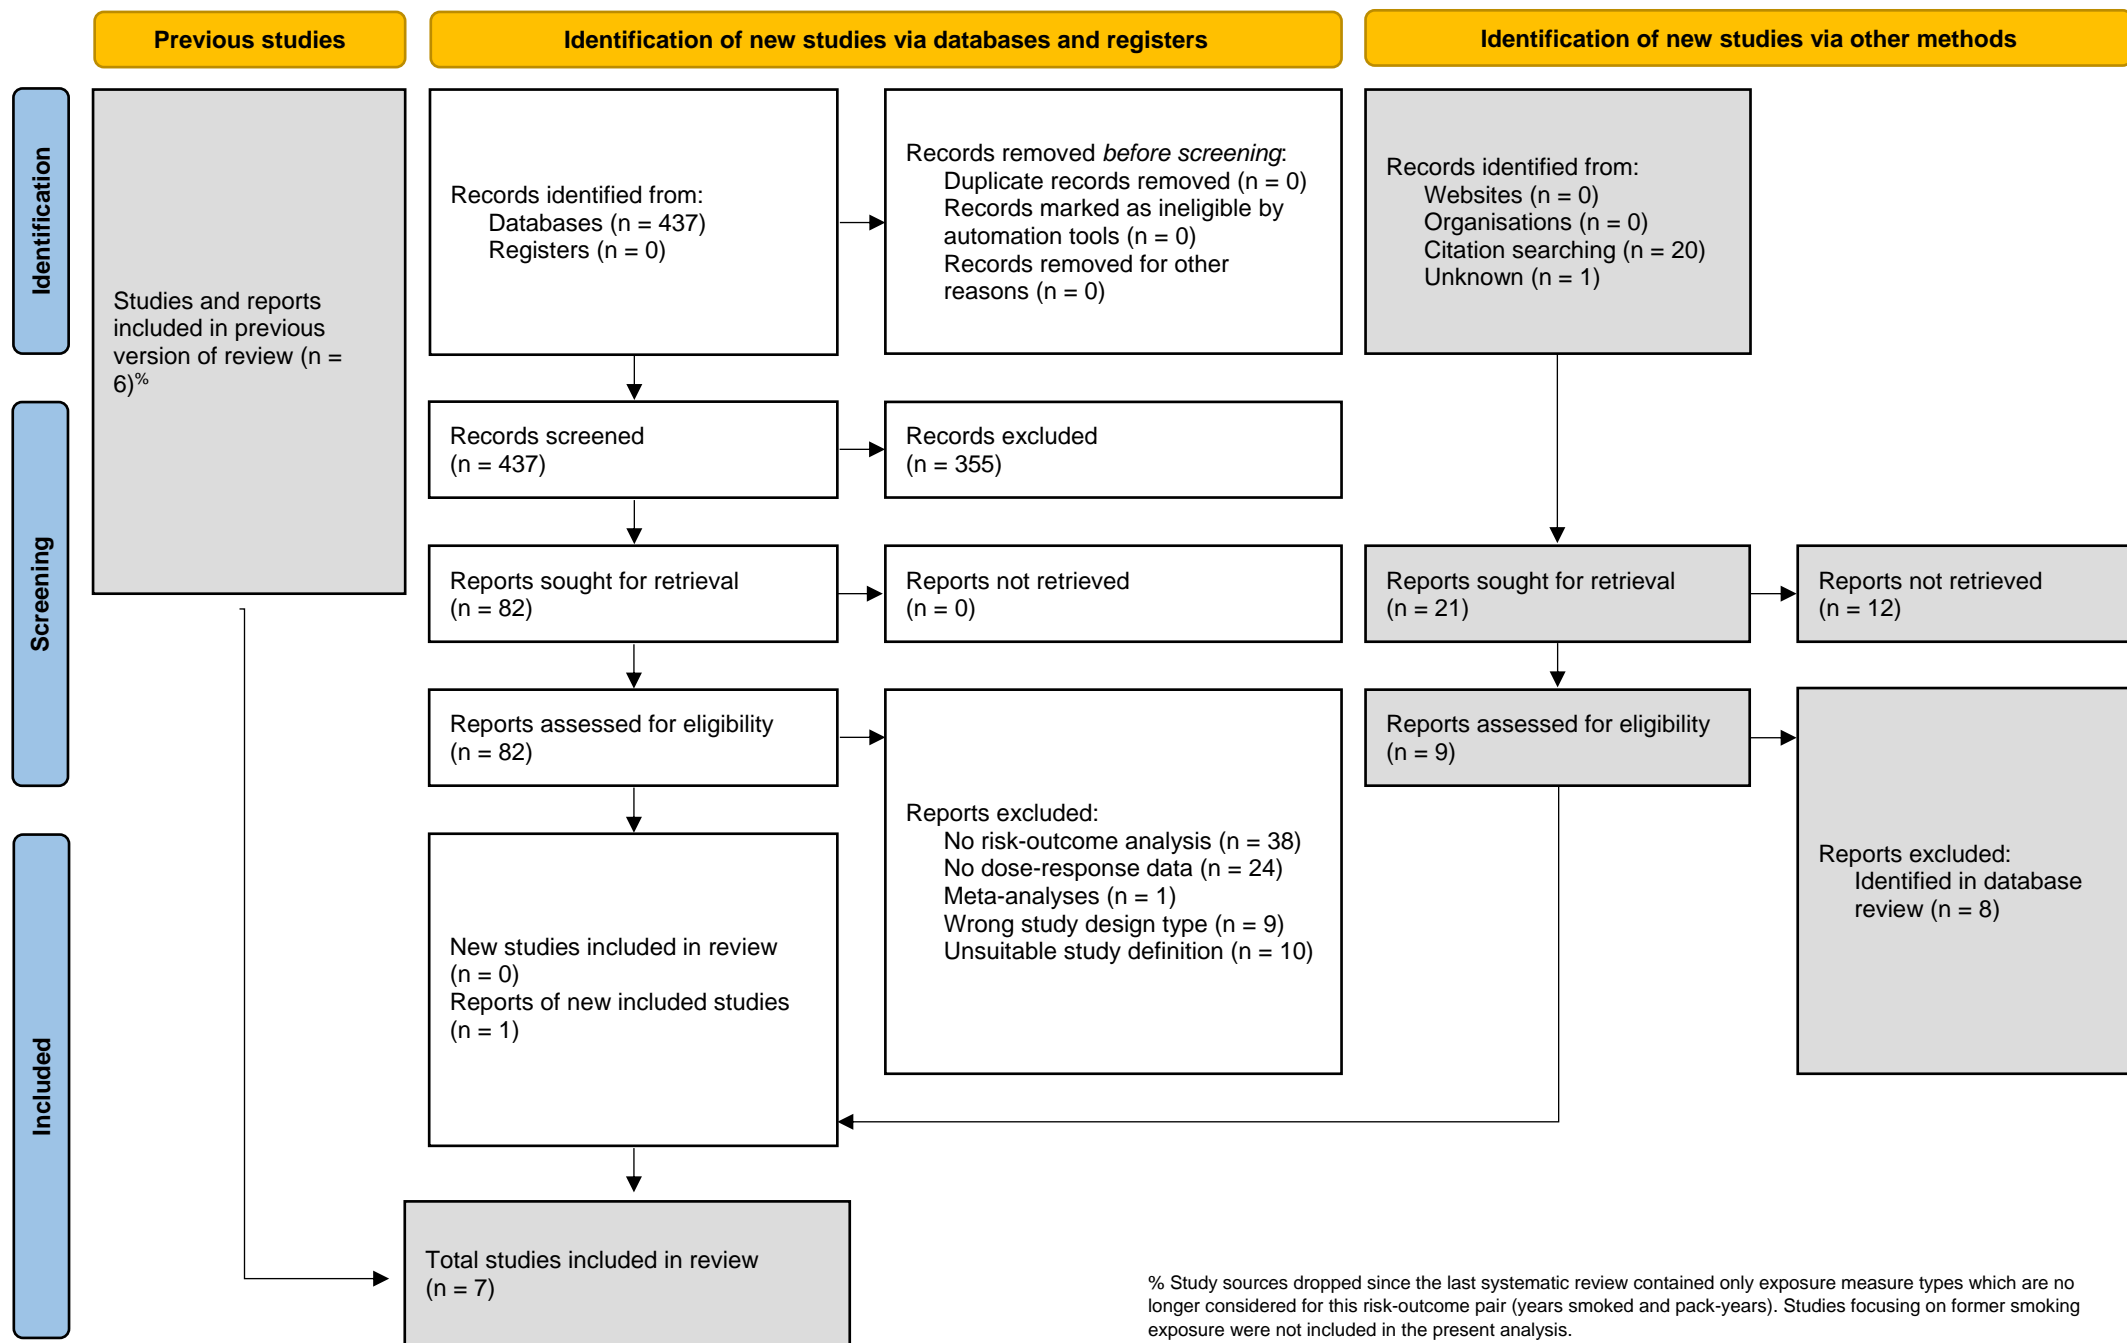 Previous studies
Identification of new studies via databases and registers
Identification of new studies via other methods
Identification
Studies and reports
included in previous
version of review (n =
6)%
Records identified from:
Databases (n = 437)
Registers (n = 0)
Records removed before screening:
Duplicate records removed (n = 0)
Records marked as ineligible by
automation tools (n = 0)
Records removed for other
reasons (n = 0)
Records identified from:
Websites (n = 0)
Organisations (n = 0)
Citation searching (n = 20)
Unknown (n = 1)
Screening
Records screened
(n = 437)
Records excluded
(n = 355)
Reports sought for retrieval
(n = 82)
Reports not retrieved
(n = 0)
Reports sought for retrieval
(n = 21)
Reports not retrieved
(n = 12)
Reports assessed for eligibility
(n = 82)
Reports excluded:
No risk-outcome analysis (n = 38)
No dose-response data (n = 24)
Meta-analyses (n = 1)
Wrong study design type (n = 9)
Unsuitable study definition (n = 10)
Reports assessed for eligibility
(n = 9)
Reports excluded:
Identified in database
review (n = 8)
Included
New studies included in review
(n = 0)
Reports of new included studies
(n = 1)
Total studies included in review
(n = 7)
% Study sources dropped since the last systematic review contained only exposure measure types which are no
longer considered for this risk-outcome pair (years smoked and pack-years). Studies focusing on former smoking
exposure were not included in the present analysis.